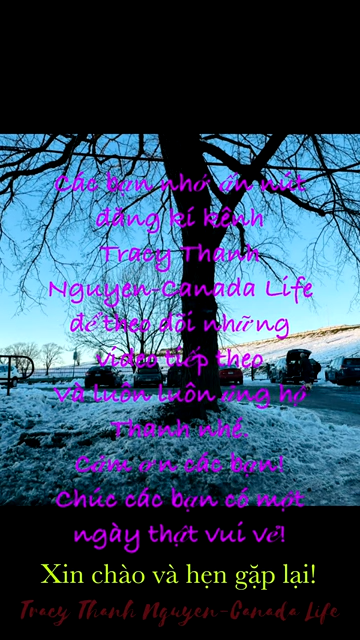 Các bạn nhớ ấn nút
đăng kí kênh
Tracy Thanh
Nguyen-Canada Life
để theo dõi những
video tiếp theo
Và luôn luôn ủng hộ
Thanh nhé.
Cám ơn các bạn!
Chúc các bạn có một
ngày thật vui vẻ!
Xin chào và hẹn gặp lại!
Tracy Thanh Nguyen-Canada Life